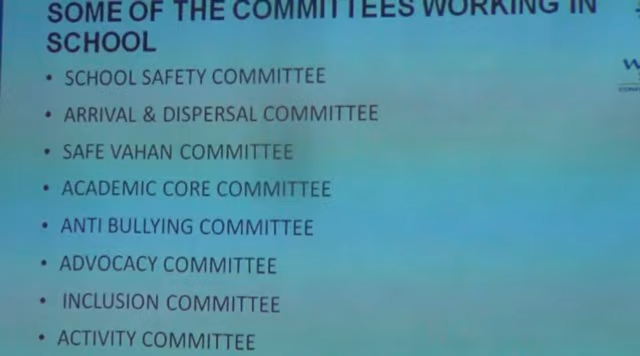 SOME OF THE COMMITTEES WORKING IN
SCHOOL
• SCHOOL SAFETY COMMITTEE
• ARRIVAL & DISPERSAL COMMITTEE
• SAFE VAHAN COMMITTEE
• ACADEMIC CORE COMMITTEE
• ANTI BULLYING COMMITTEE
• ADVOCACY COMMITTEE
• INCLUSION COMMITTEE
• ACTIVITY COMMITTEE